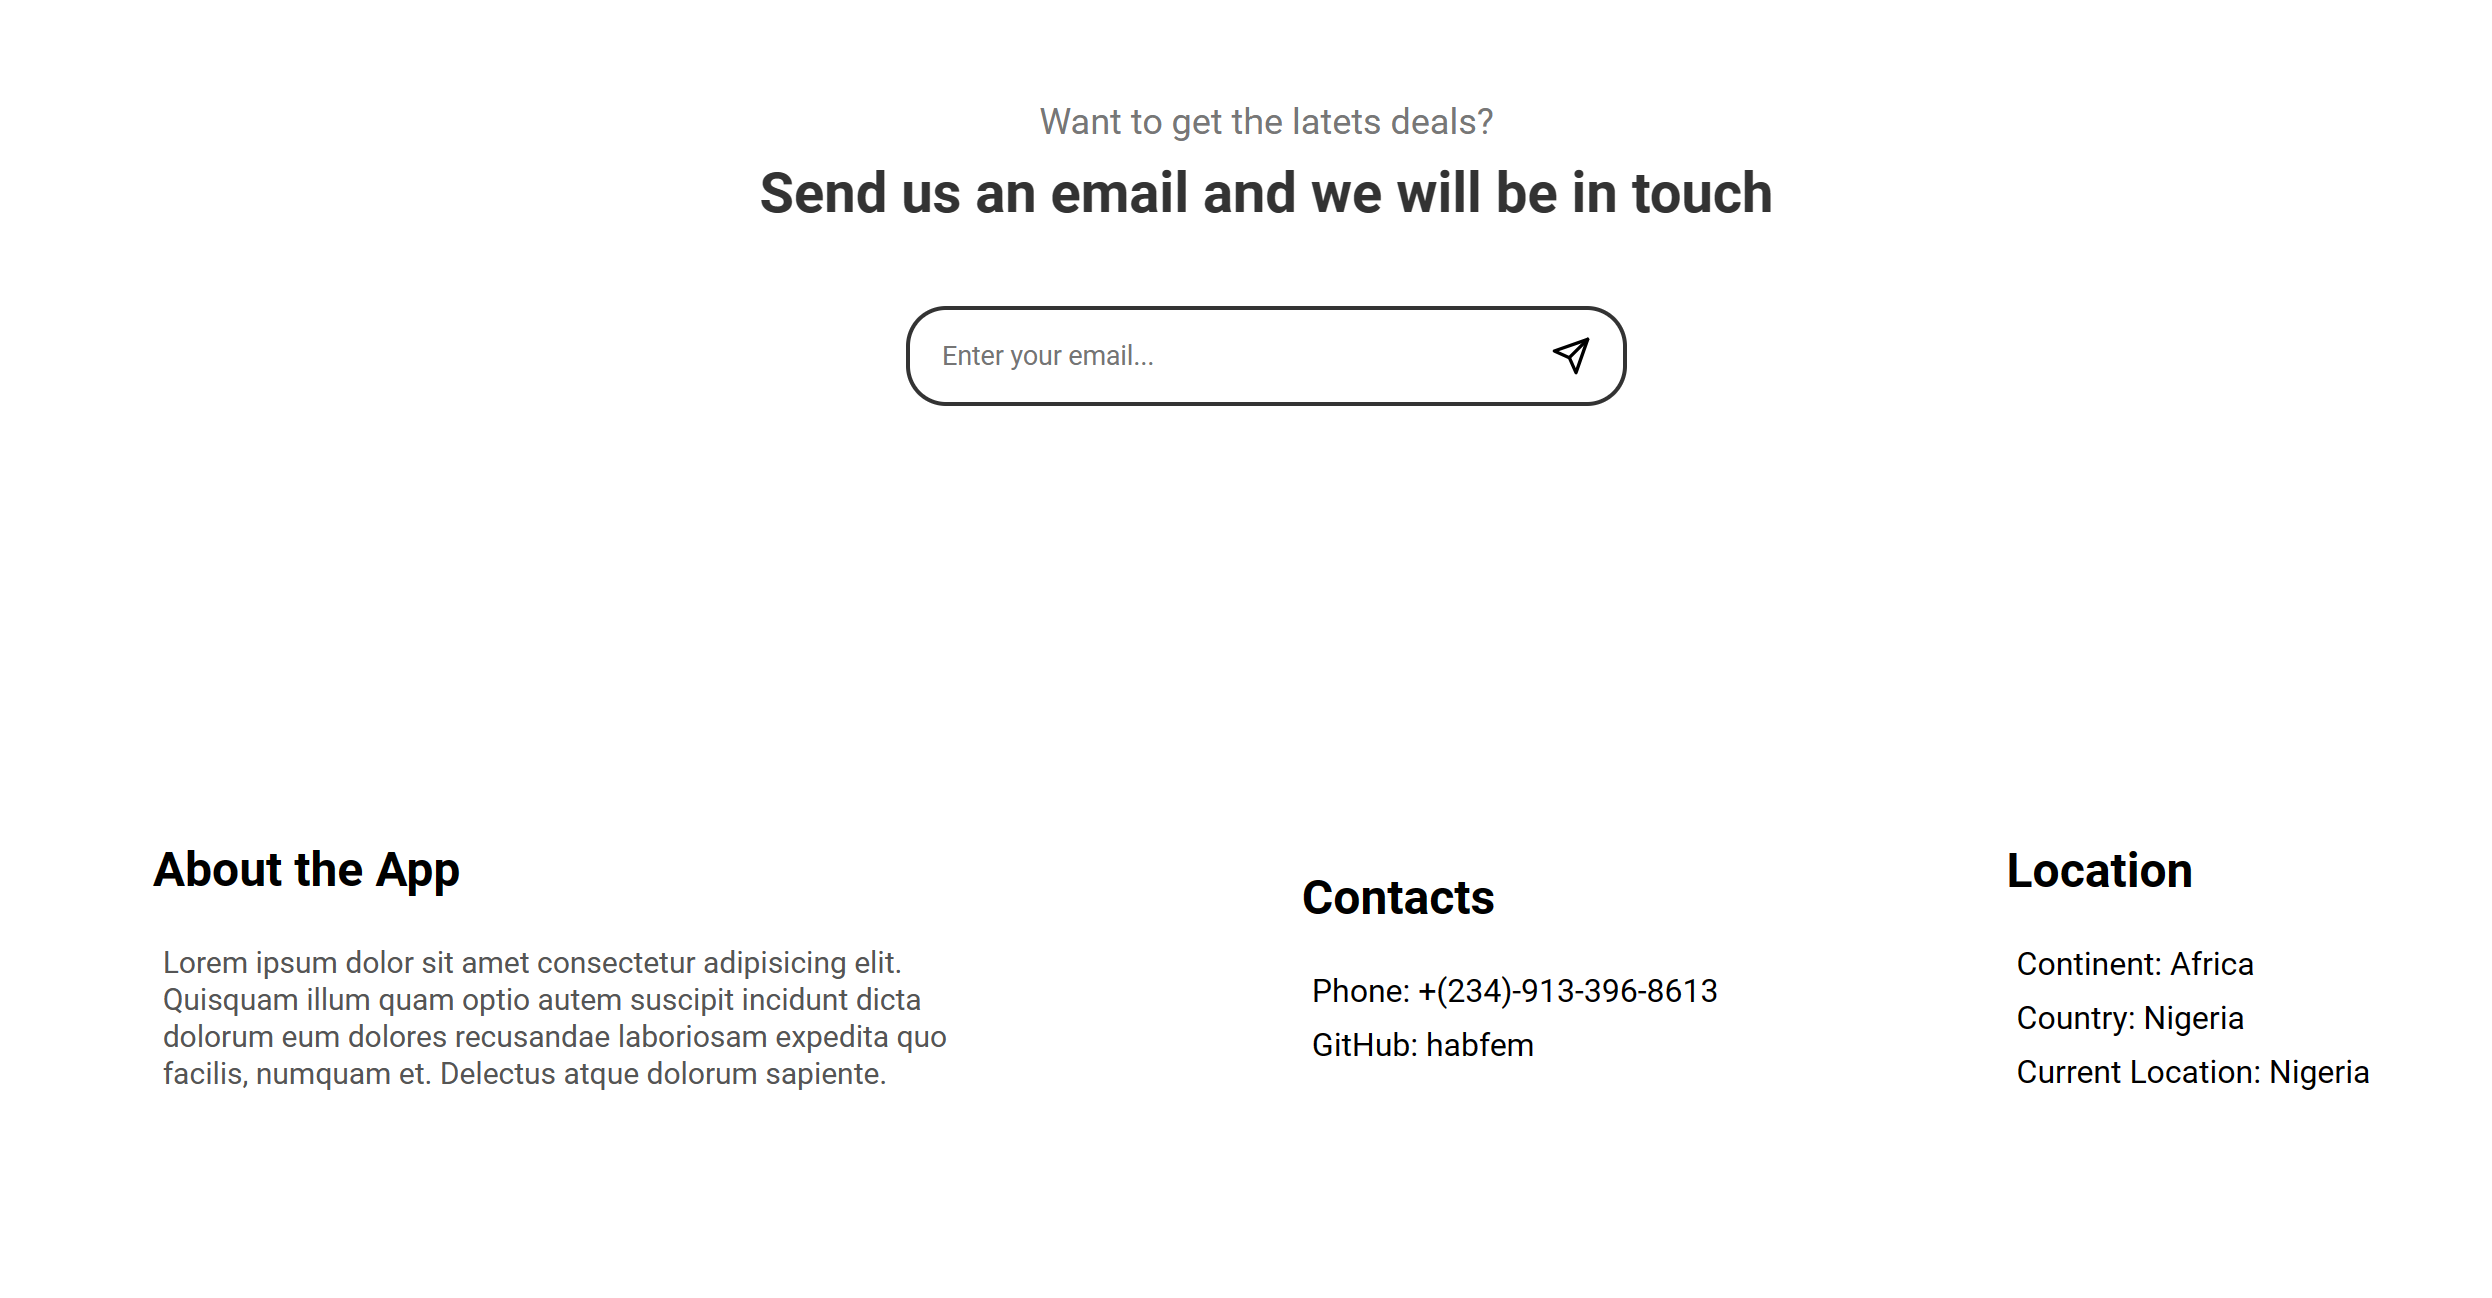 Want to get the latets deals?
Send us an email and we will be in touch
Enter your email...
About the App
Lorem ipsum dolor sit amet consectetur adipisicing elit.
Quisquam illum quam optio autem suscipit incidunt dicta
dolorum eum dolores recusandae laboriosam expedita quo
facilis, numquam et. Delectus atque dolorum sapiente.
Contacts
Phone: +(234)-913-396-8613
GitHub: habfem
Location
Continent: Africa
Country: Nigeria
Current Location: Nigeria